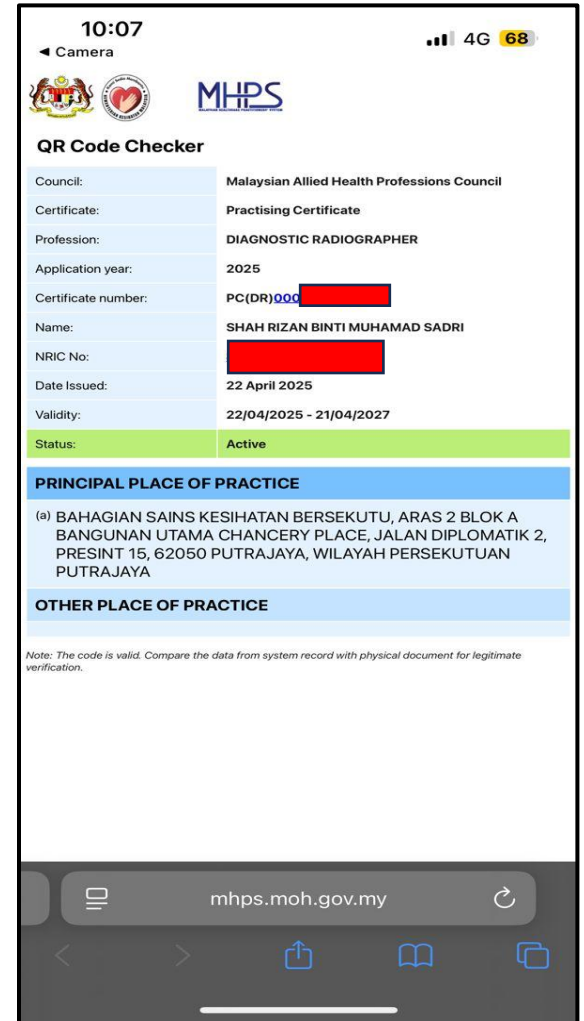 10:07
◀ Camera
4G 68
MHPS
QR Code Checker
Council: Malaysian Allied Health Professions Council
Certificate: Practising Certificate
Profession: DIAGNOSTIC RADIOGRAPHER
Application year: 2025
Certificate number: PC(DR)000
Name: SHAH RIZAN BINTI MUHAMAD SADRI
NRIC No:
Date Issued: 22 April 2025
Validity: 22/04/2025 - 21/04/2027
Status: Active
PRINCIPAL PLACE OF PRACTICE
(a) BAHAGIAN SAINS KESIHATAN BERSEKUTU, ARAS 2 BLOK A
BANGUNAN UTAMA CHANCERY PLACE, JALAN DIPLOMATIK 2,
PRESINT 15, 62050 PUTRAJAYA, WILAYAH PERSEKUTUAN
PUTRAJAYA
OTHER PLACE OF PRACTICE
Note: The code is valid. Compare the data from system record with physical document for legitimate
verification.
mhps.moh.gov.my